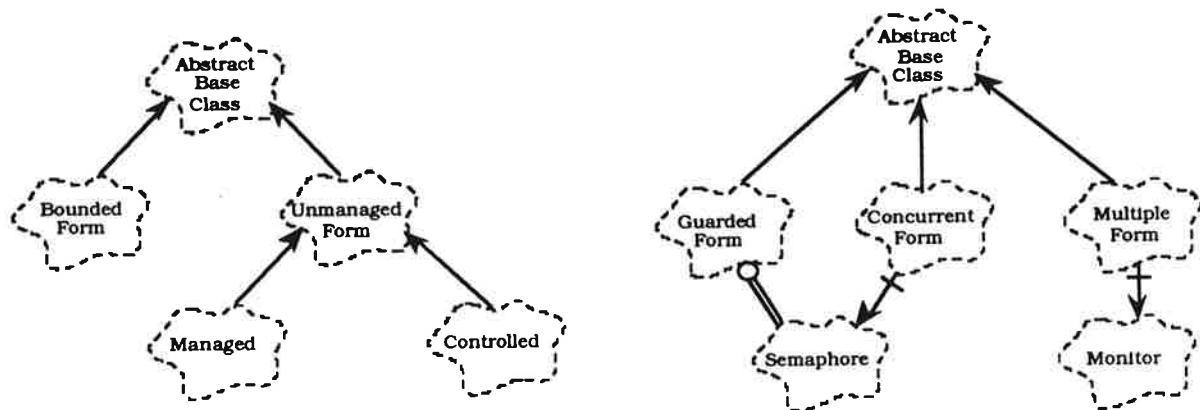 Abstract
Base
Class
Bounded
Form
Unmanaged
Form
Managed
Controlled
Abstract
Base
Class
Guarded
Form
Concurrent
Form
Multiple
Form
Semaphore
Monitor